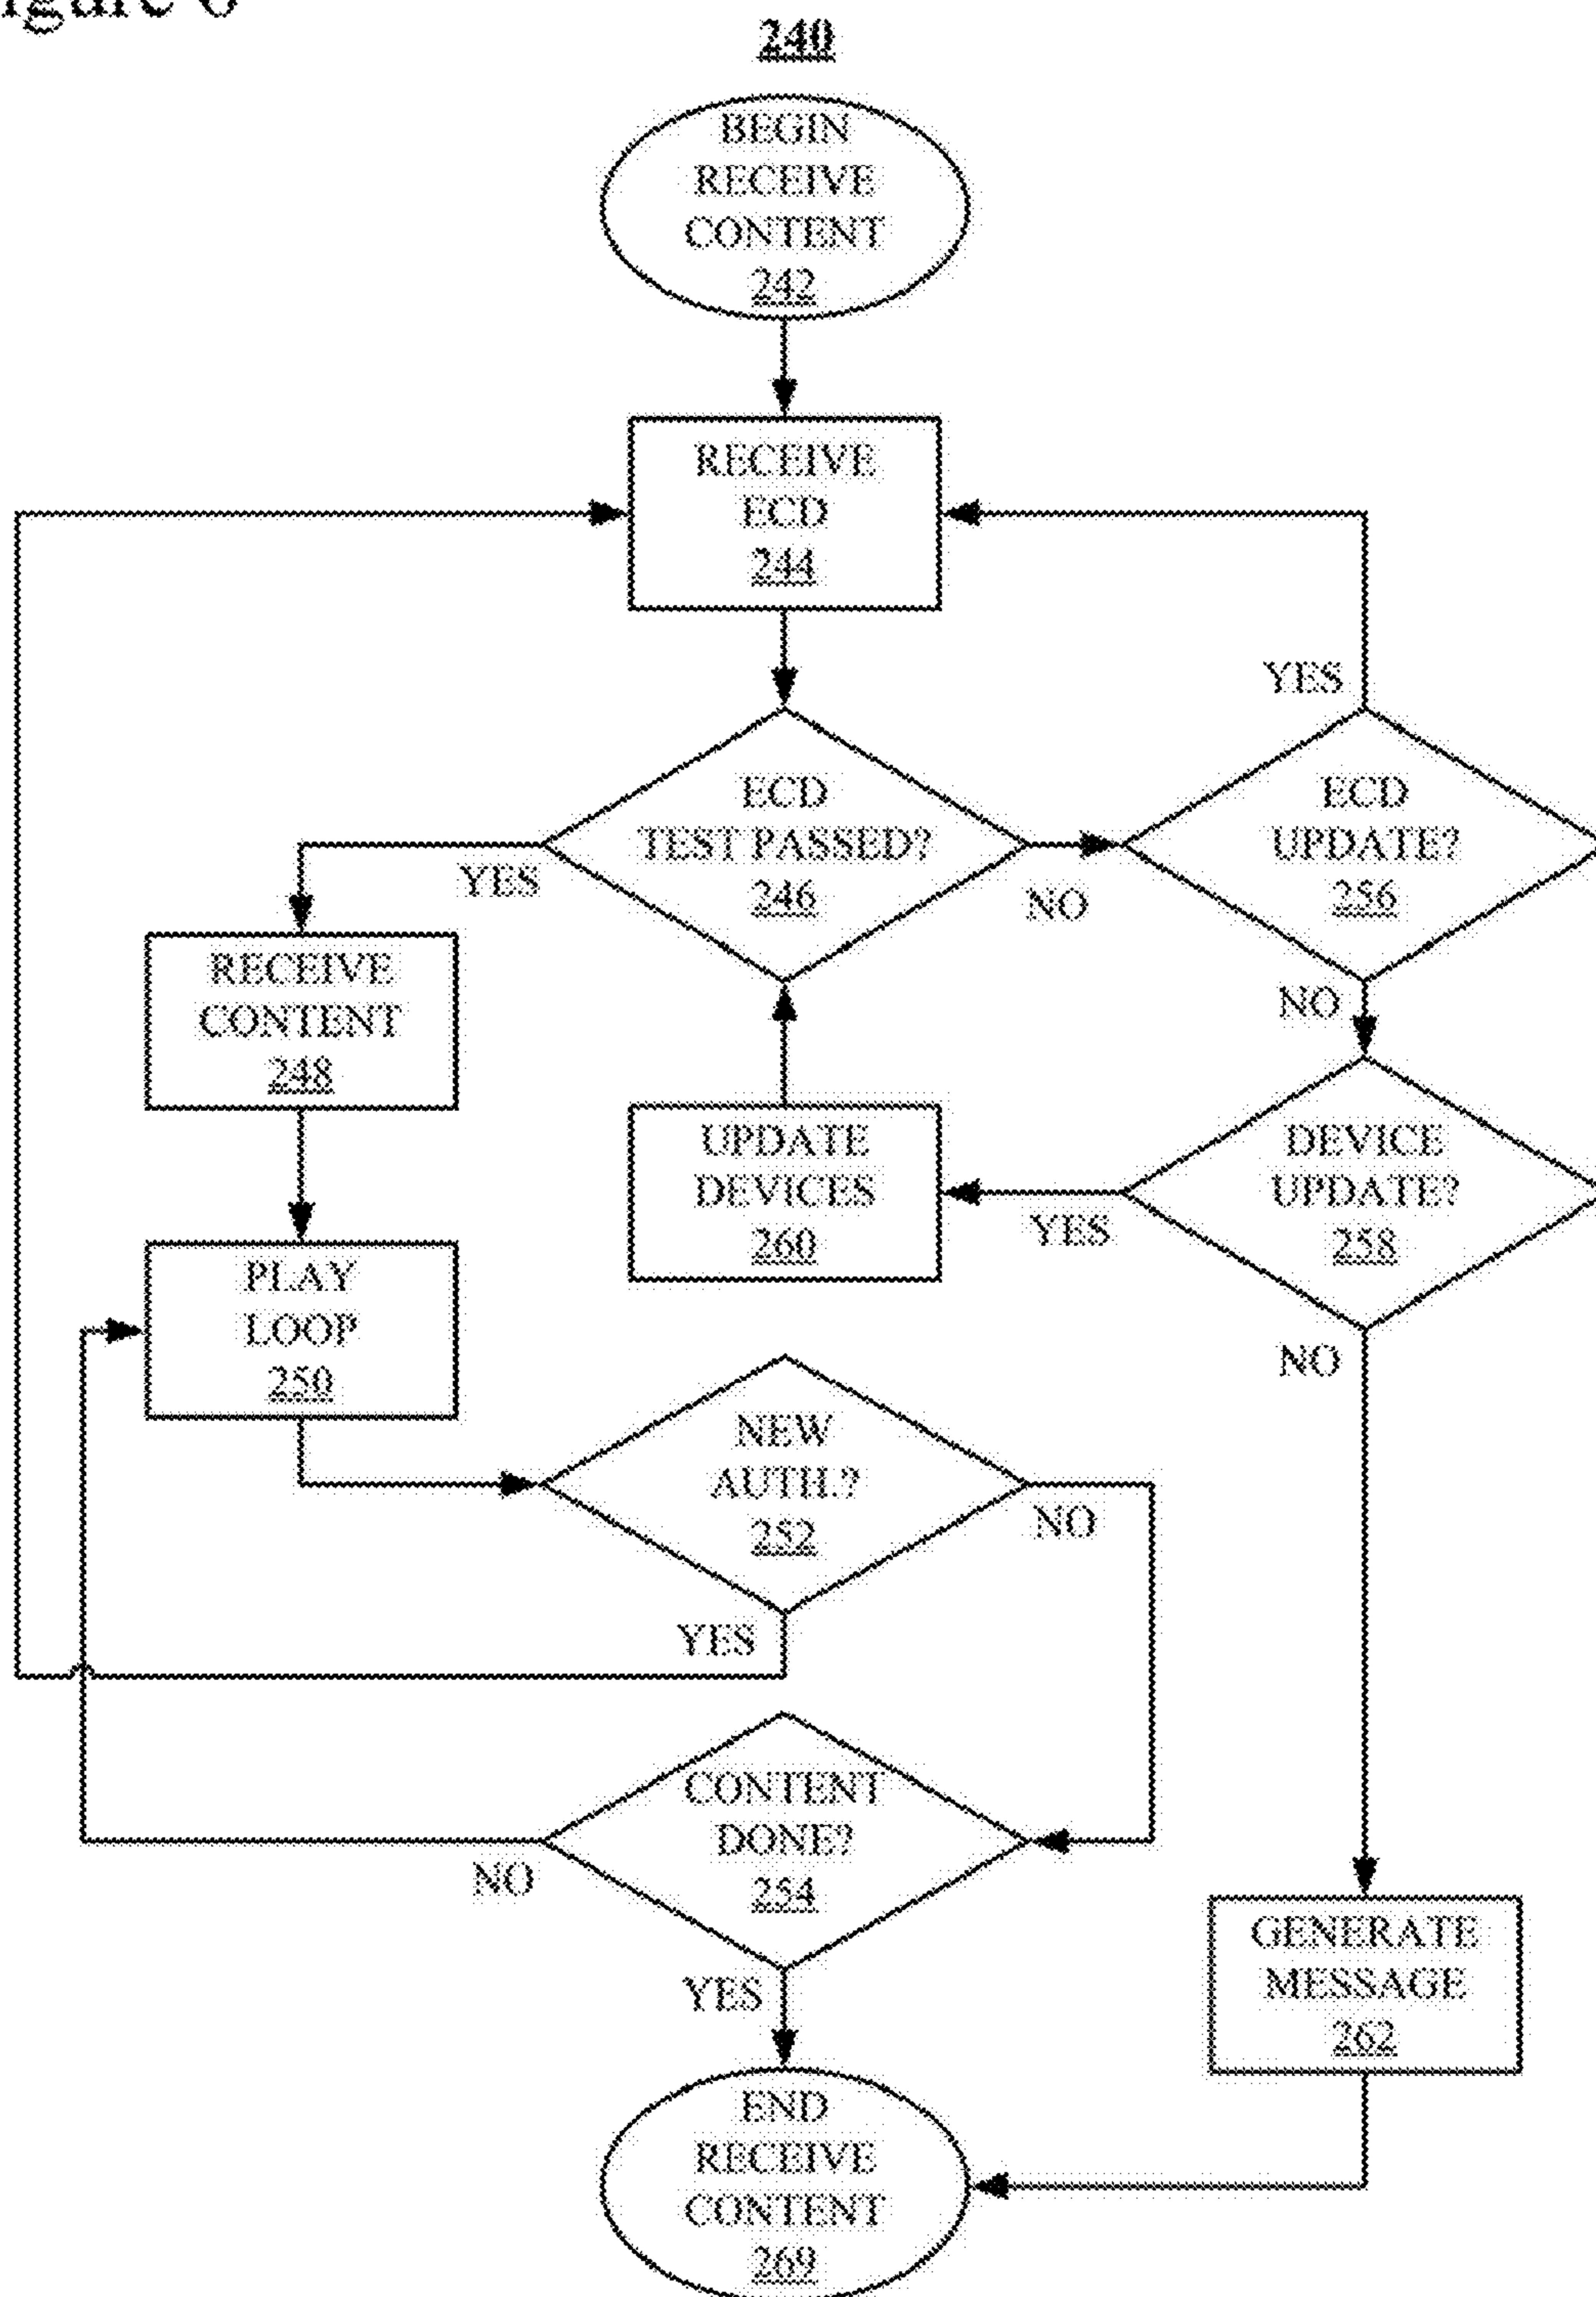 igure 6
240
BEGIN
RECEIVE
CONTENT
242
RECEIVE
ECD
244
YES
ECD
TEST PASSED?
246
YES
NO
ECD
UPDATE?
256
RECEIVE
CONTENT
248
NO
UPDATE
DEVICES
260
DEVICE
UPDATE?
258
YES
PLAY
LOOP
250
NO
NEW
AUTH.?
252
NO
YES
CONTENT
DONE?
254
NO
YES
GENERATE
MESSAGE
262
END
RECEIVE
CONTENT
269